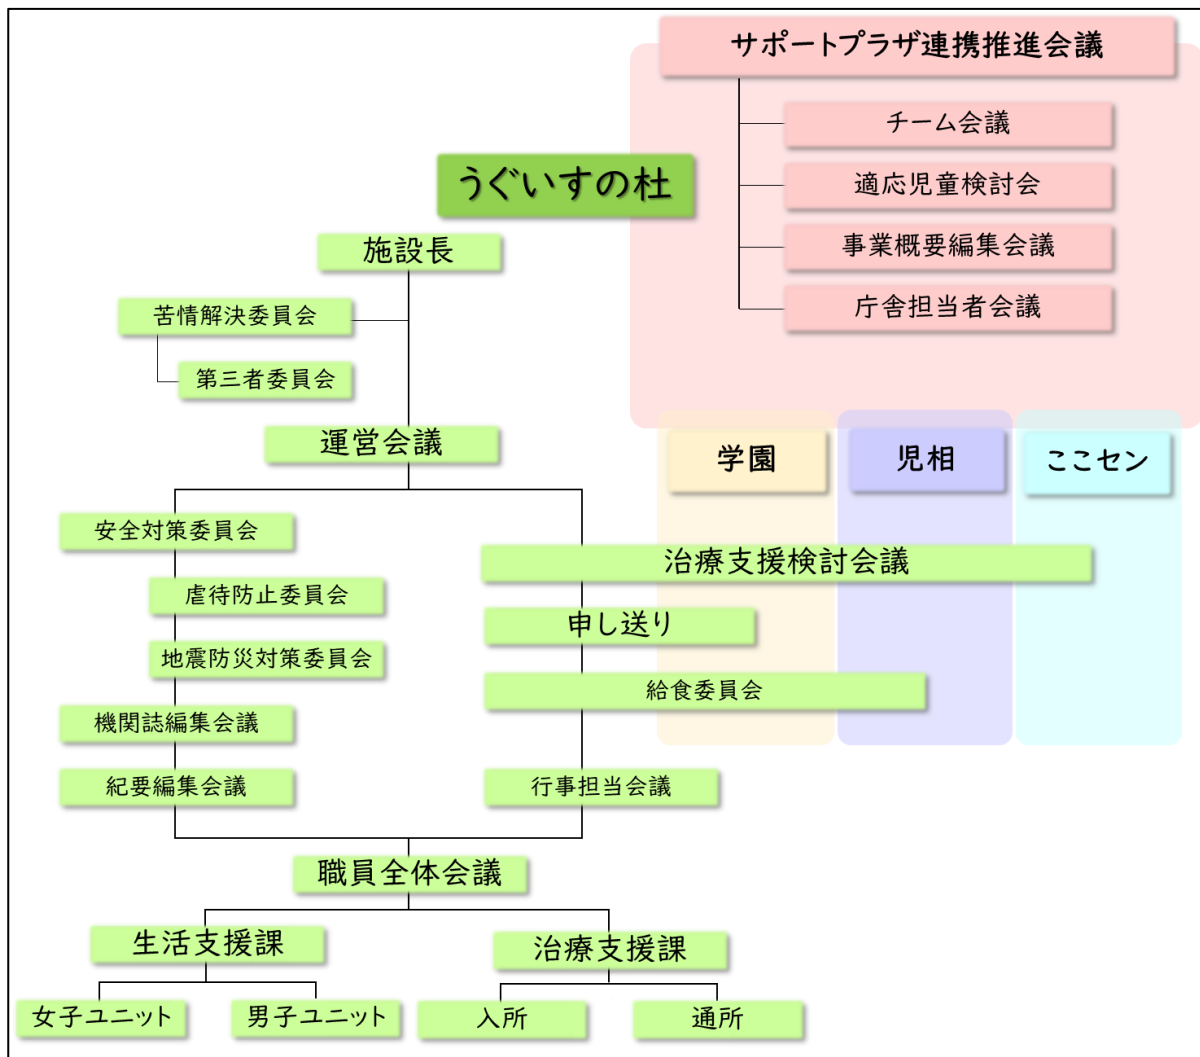 サポートプラザ連携推進会議
チーム会議
適応児童検討会
事業概要編集会議
庁舎担当者会議
うぐいすの杜
施設長
苦情解決委員会
第三者委員会
運営会議
学園
児相
ここセン
安全対策委員会
虐待防止委員会
地震防災対策委員会
機関誌編集会議
紀要編集会議
治療支援検討会議
申し送り
給食委員会
行事担当会議
職員全体会議
生活支援課
治療支援課
女子ユニット
男子ユニット
入所
通所